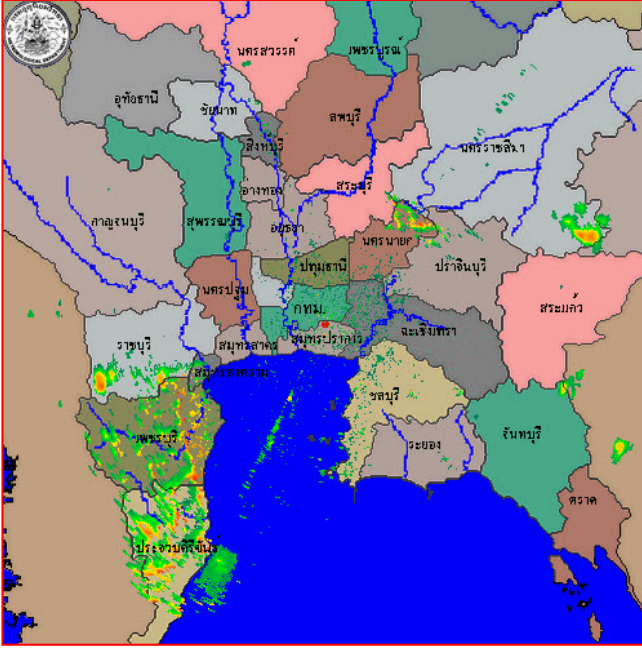 นครสวรรค์
เพชรบูรณ์
อุทัยธานี
ชัยนาท
ลพบุรี
สิงหบุรี
นครราชสีมา
อ่างทอง
สระบุรี
กาญจนบุรี
สุพรรณบุรี
อยุธยา
นครนายก
ปราจีนบุรี
ปทุมธานี
นครปฐม
กทม.
สระแก้ว
ฉะเชิงเทรา
สมุทรสาคร
สมุทรปราการ
ราชบุรี
สมุทรสงคราม
ชลบุรี
เพชรบุรี
ระยอง
จันทบุรี
ตราด
ประจวบคีรีขันธ์